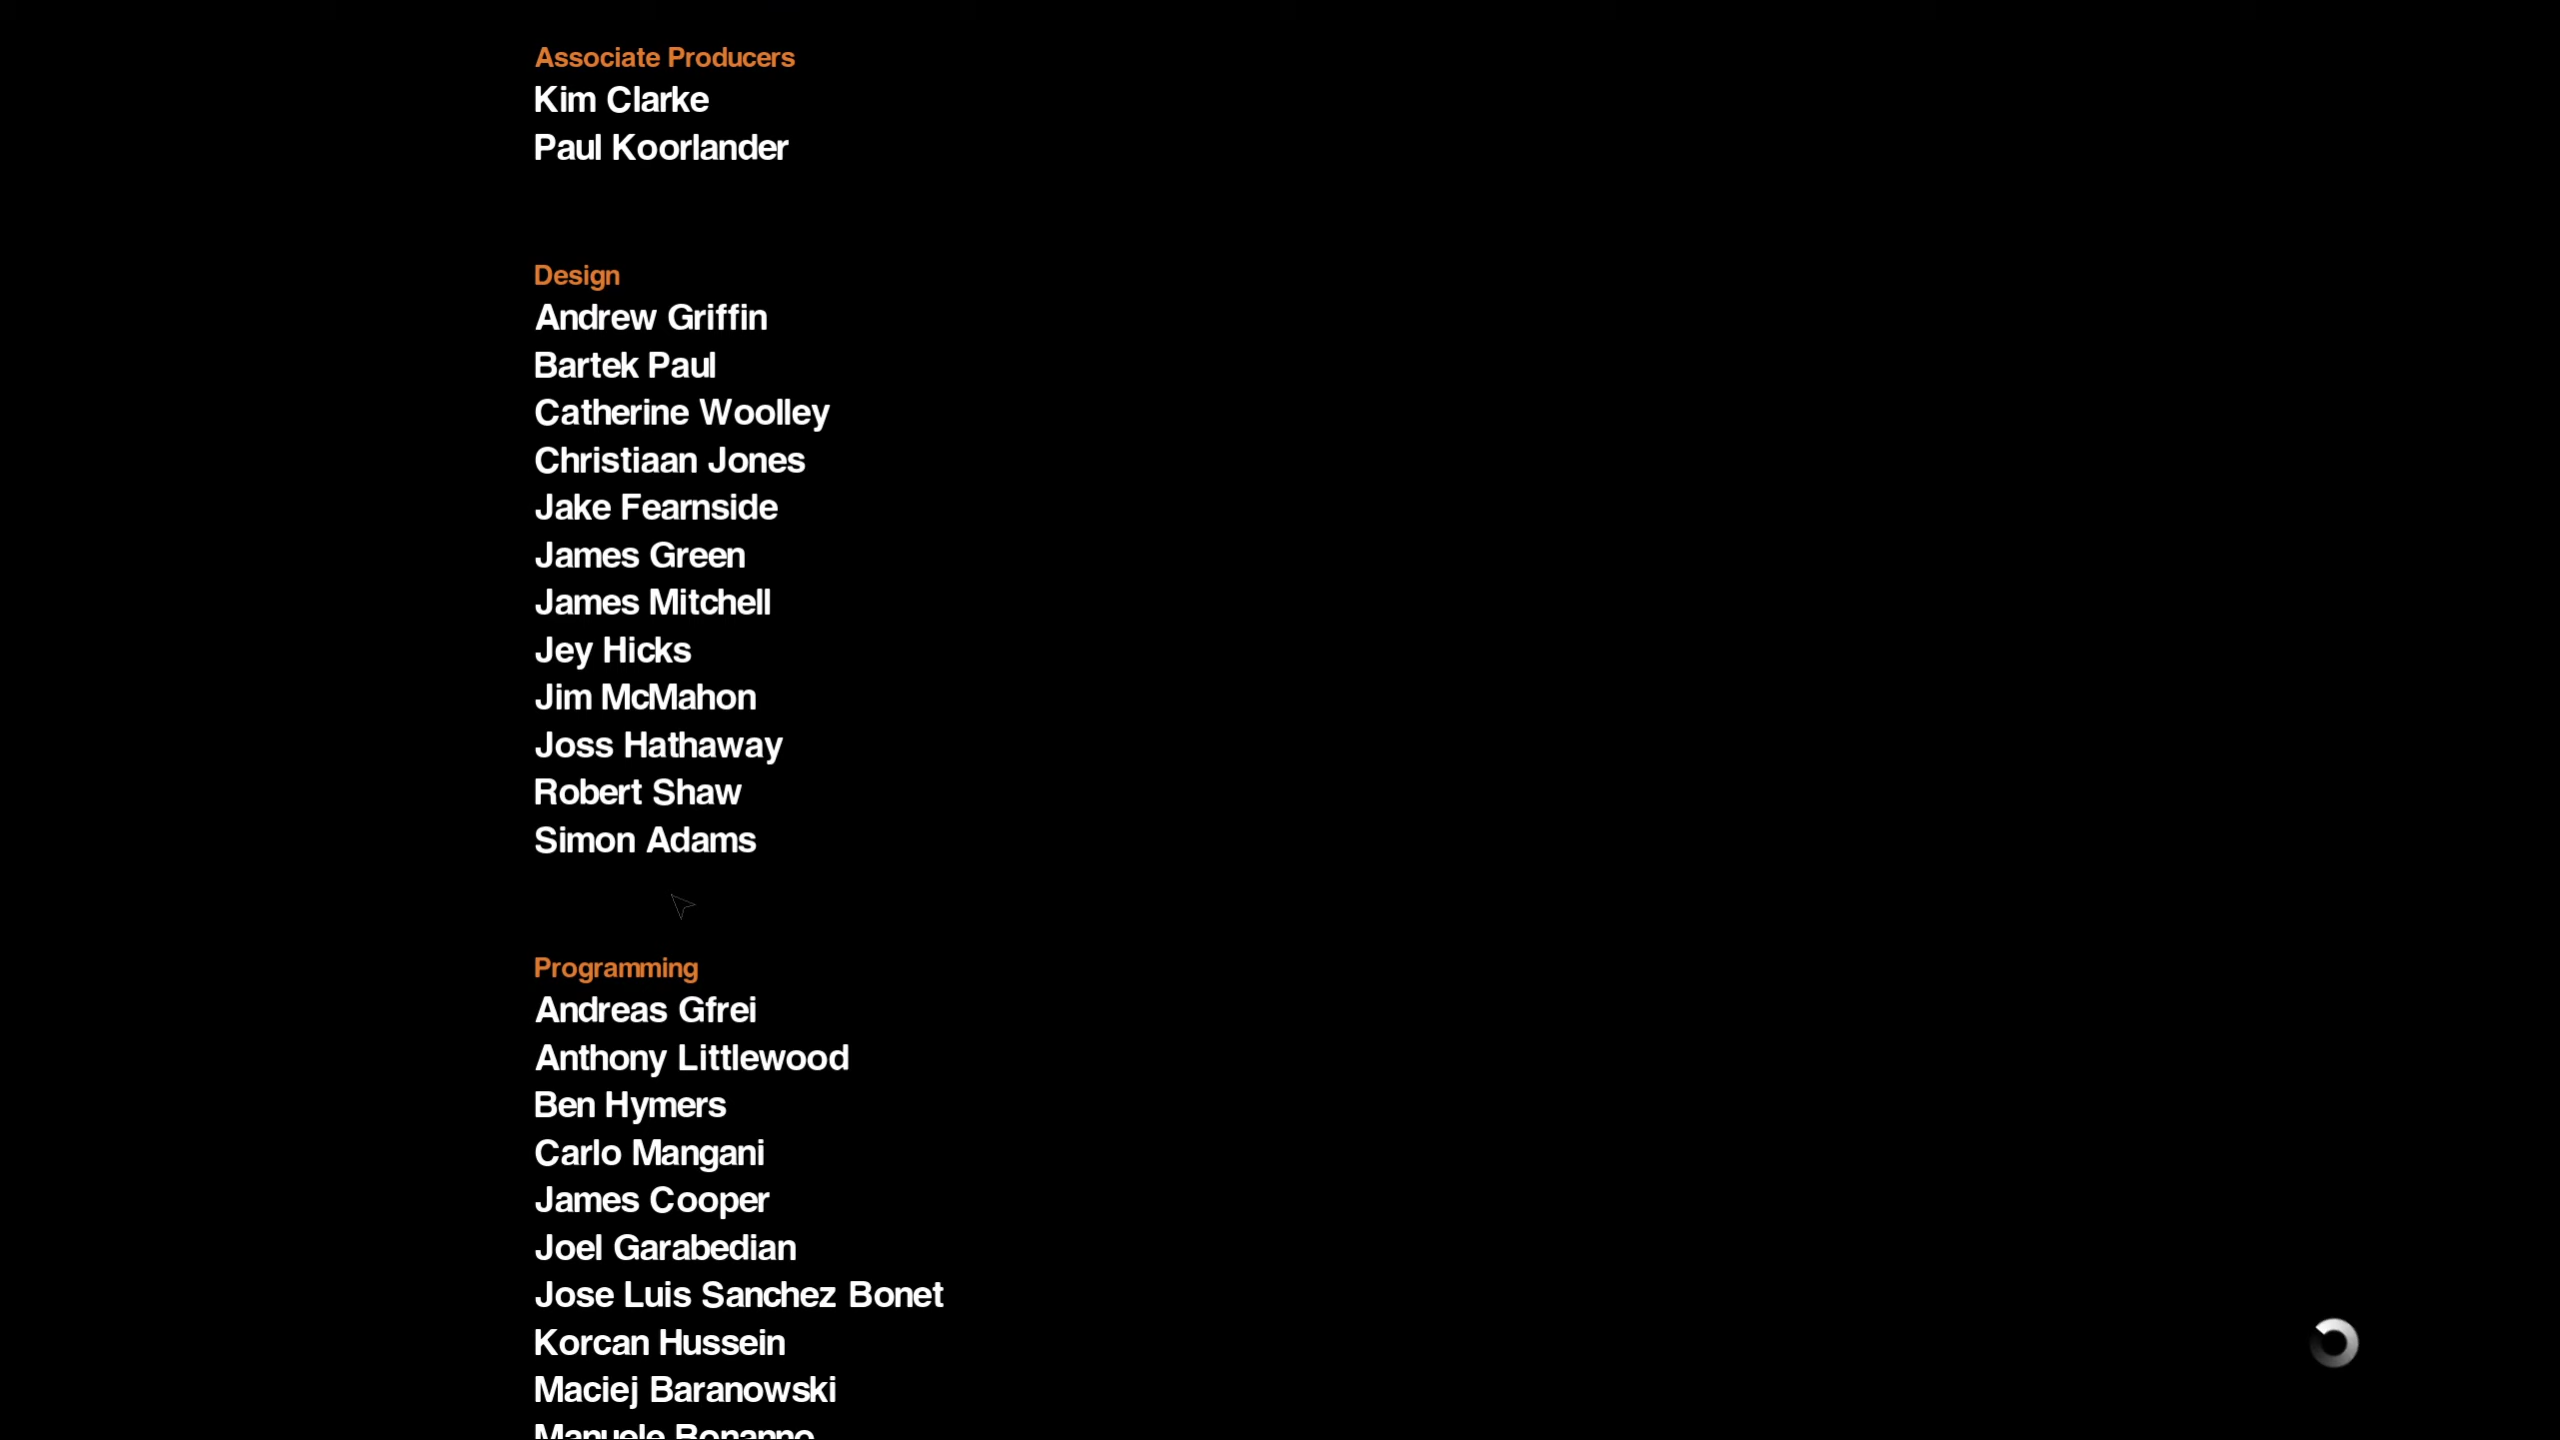 Associate Producers
Kim Clarke
Paul Koorlander
Design
Andrew Griffin
Bartek Paul
Catherine Woolley
Christiaan Jones
Jake Fearnside
James Green
James Mitchell
Jey Hicks
Jim McMahon
Joss Hathaway
Robert Shaw
Simon Adams
Programming
Andreas Gfrei
Anthony Littlewood
Ben Hymers
Carlo Mangani
James Cooper
Joel Garabedian
Jose Luis Sanchez Bonet
Korcan Hussein
Maciej Baranowski
Manuele Bonanno